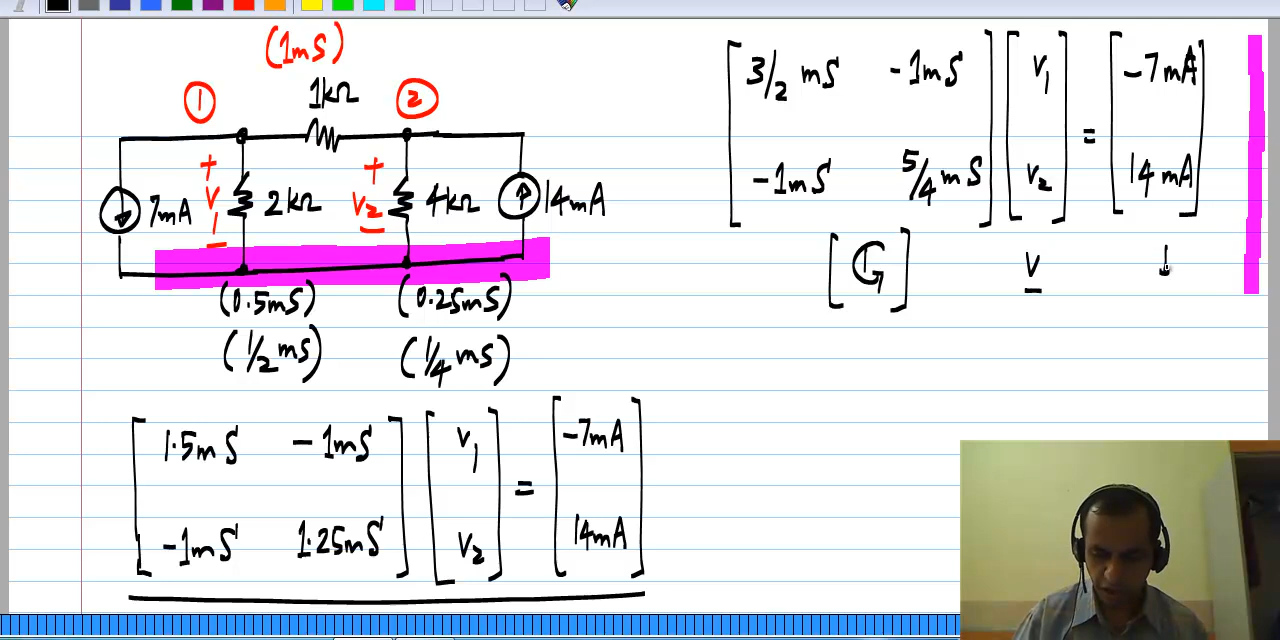 (1mS)
1kΩ
① ②
+ V1 − 2kΩ
+ V2 − 4kΩ
7mA
14mA
(0.5mS) (0.25mS)
(1/2 mS) (1/4 mS)
[ 1.5mS -1mS ] [ V1 ] = [ -7mA ]
[ -1mS 1.25mS ] [ V2 ] [ 14mA ]
[ 3/2 mS -1mS ] [ V1 ] = [ -7mA ]
[ -1mS 5/4 mS ] [ V2 ] [ 14mA ]
[G] V